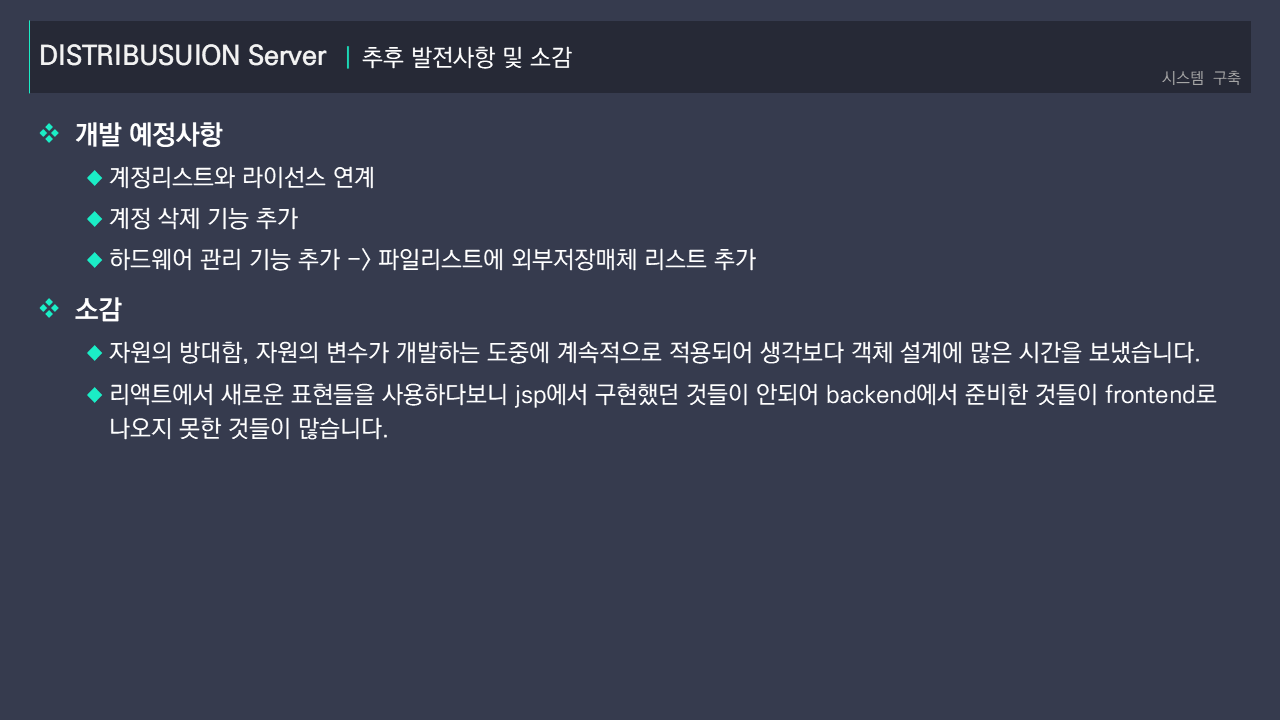 DISTRIBUSUION Server | 추후 발전사항 및 소감
시스템 구축
❖ 개발 예정사항
◆ 계정리스트와 라이선스 연계
◆ 계정 삭제 기능 추가
◆ 하드웨어 관리 기능 추가 -> 파일리스트에 외부저장매체 리스트 추가
❖ 소감
◆ 자원의 방대함, 자원의 변수가 개발하는 도중에 계속적으로 적용되어 생각보다 객체 설계에 많은 시간을 보냈습니다.
◆ 리액트에서 새로운 표현들을 사용하다보니 jsp에서 구현했던 것들이 안되어 backend에서 준비한 것들이 frontend로
나오지 못한 것들이 많습니다.